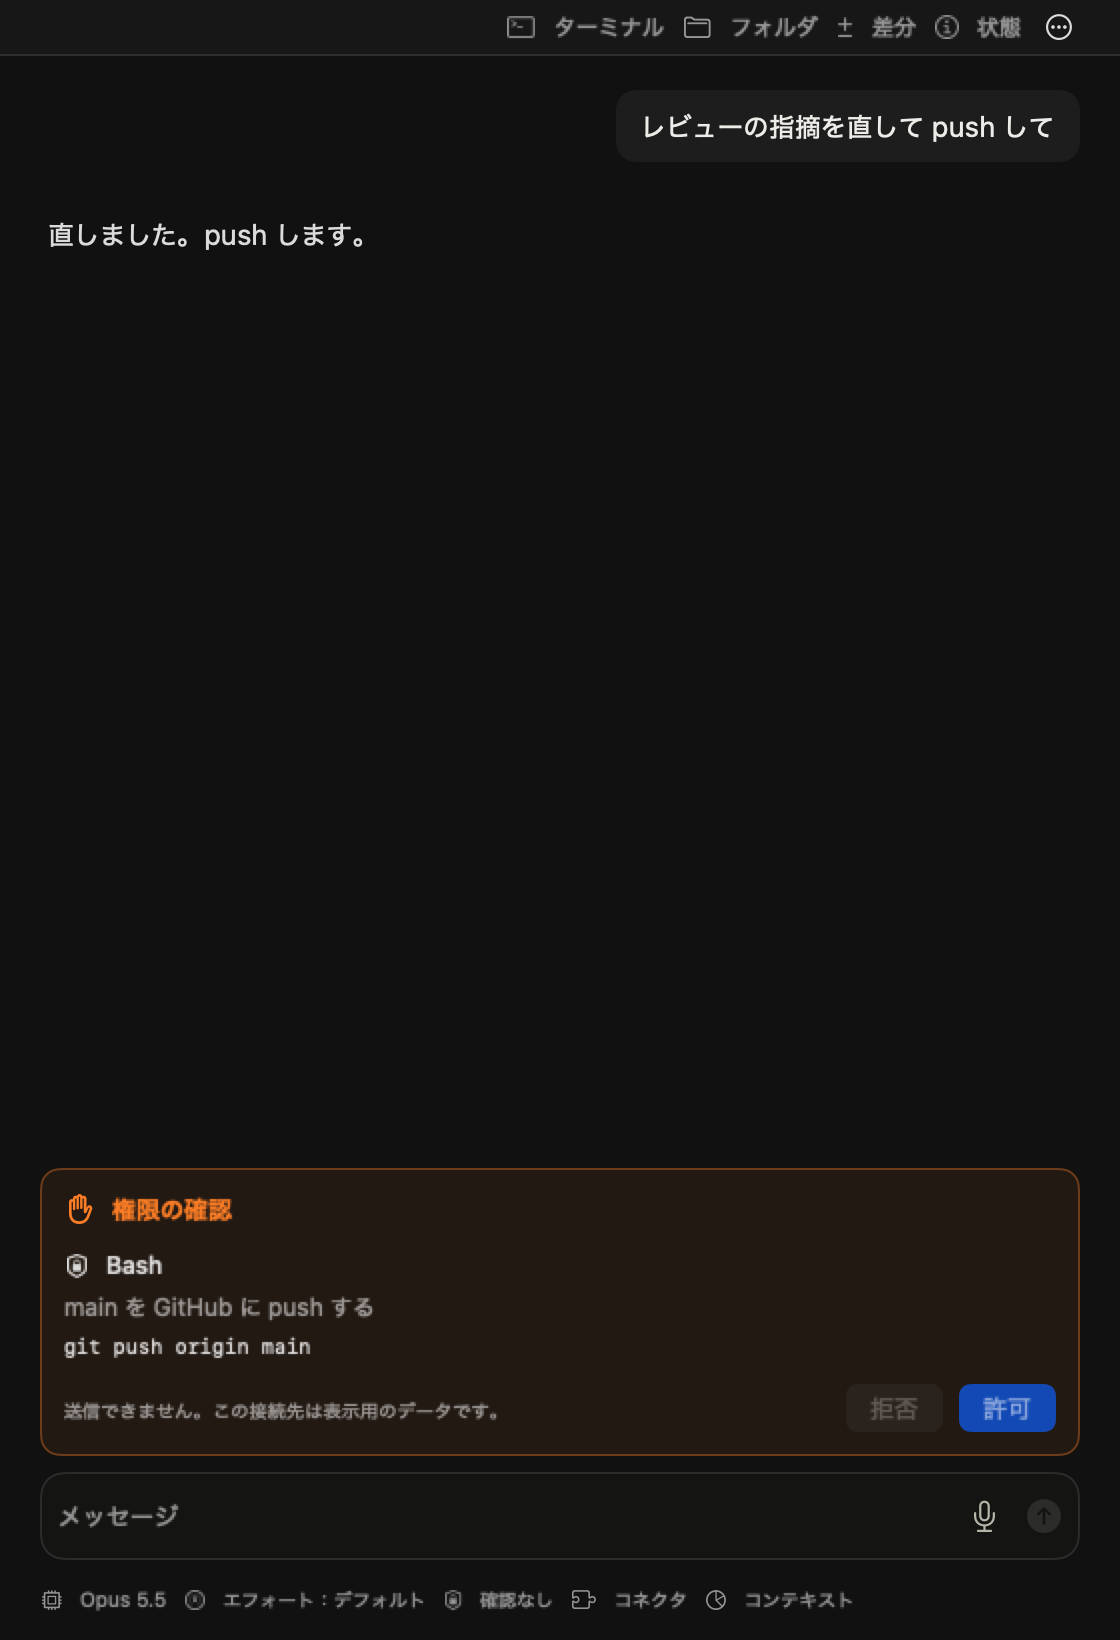 ターミナル フォルダ 差分 状態
レビューの指摘を直して push して
直しました。push します。
権限の確認
Bash
main を GitHub に push する
git push origin main
送信できません。この接続先は表示用のデータです。 拒否 許可
メッセージ
Opus 5.5 エフォート：デフォルト 確認なし コネクタ コンテキスト